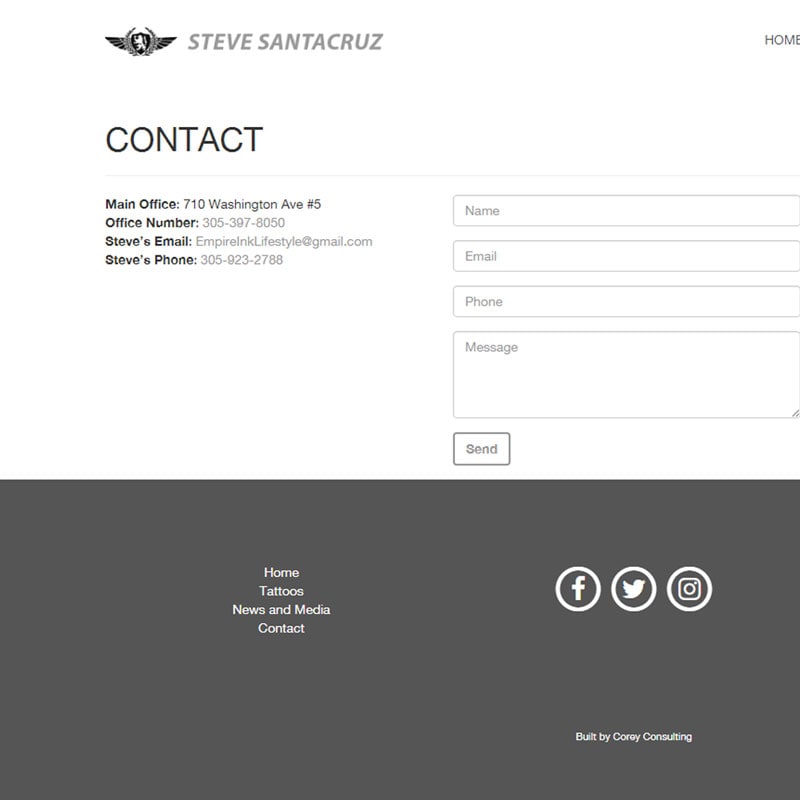 STEVE SANTACRUZ
HOME
CONTACT
Main Office: 710 Washington Ave #5
Office Number: 305-397-8050
Steve’s Email: EmpireInkLifestyle@gmail.com
Steve’s Phone: 305-923-2788
Name
Email
Phone
Message
Send
Home
Tattoos
News and Media
Contact
Built by Corey Consulting